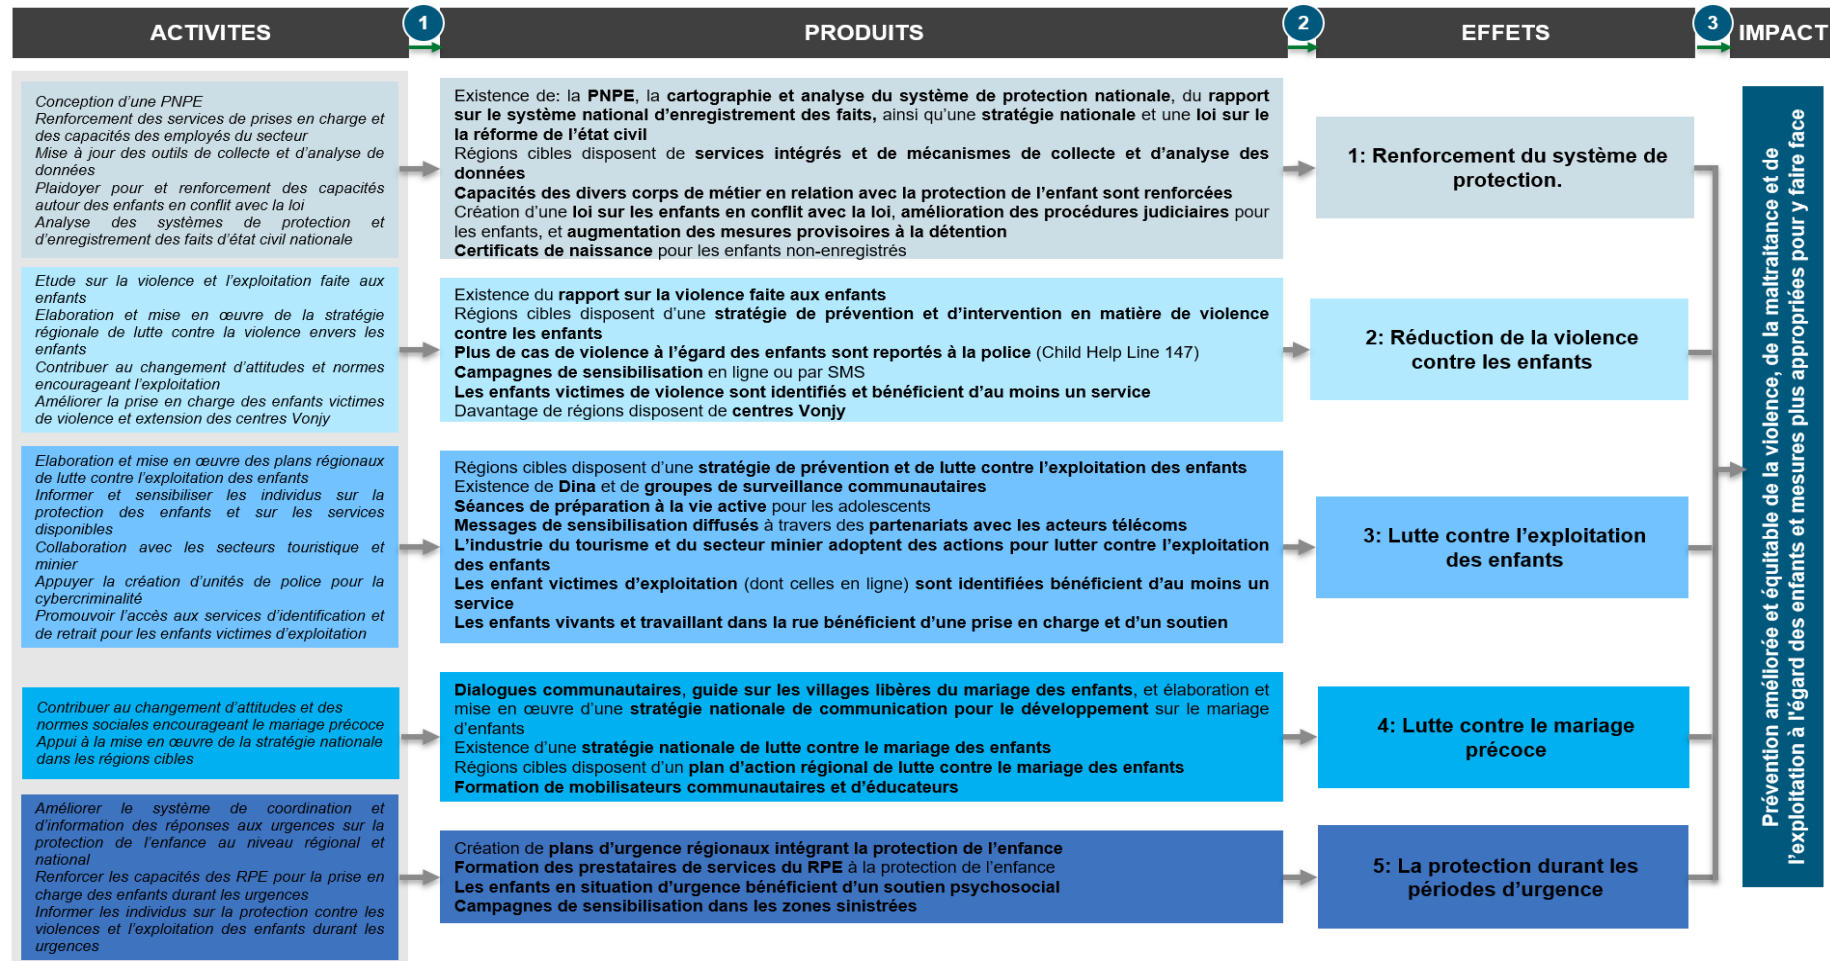 ACTIVITES
1
PRODUITS
2
EFFETS
3
IMPACT
Conception d’une PNPE
Renforcement des services de prises en charge et
des capacités des employés du secteur
Mise à jour des outils de collecte et d’analyse de
données
Plaidoyer pour et renforcement des capacités
autour des enfants en conflit avec la loi
Analyse des systèmes de protection et
d’enregistrement des faits d’état civil nationale
Existence de: la PNPE, la cartographie et analyse du système de protection nationale, du rapport
sur le système national d’enregistrement des faits, ainsi qu’une stratégie nationale et une loi sur le
la réforme de l’état civil
Régions cibles disposent de services intégrés et de mécanismes de collecte et d’analyse des
données
Capacités des divers corps de métier en relation avec la protection de l’enfant sont renforcées
Création d’une loi sur les enfants en conflit avec la loi, amélioration des procédures judiciaires pour
les enfants, et augmentation des mesures provisoires à la détention
Certificats de naissance pour les enfants non-enregistrés
1: Renforcement du système de
protection.
Etude sur la violence et l’exploitation faite aux
enfants
Elaboration et mise en œuvre de la stratégie
régionale de lutte contre la violence envers les
enfants
Contribuer au changement d’attitudes et normes
encourageant l’exploitation
Améliorer la prise en charge des enfants victimes
de violence et extension des centres Vonjy
Existence du rapport sur la violence faite aux enfants
Régions cibles disposent d’une stratégie de prévention et d’intervention en matière de violence
contre les enfants
Plus de cas de violence à l’égard des enfants sont reportés à la police (Child Help Line 147)
Campagnes de sensibilisation en ligne ou par SMS
Les enfants victimes de violence sont identifiés et bénéficient d’au moins un service
Davantage de régions disposent de centres Vonjy
2: Réduction de la violence
contre les enfants
Elaboration et mise en œuvre des plans régionaux
de lutte contre l’exploitation des enfants
Informer et sensibiliser les individus sur la
protection des enfants et sur les services
disponibles
Collaboration avec les secteurs touristique et
minier
Appuyer la création d’unités de police pour la
cybercriminalité
Promouvoir l’accès aux services d’identification et
de retrait pour les enfants victimes d’exploitation
Régions cibles disposent d’une stratégie de prévention et de lutte contre l’exploitation des enfants
Existence de Dina et de groupes de surveillance communautaires
Séances de préparation à la vie active pour les adolescents
Messages de sensibilisation diffusés à travers des partenariats avec les acteurs télécoms
L’industrie du tourisme et du secteur minier adoptent des actions pour lutter contre l’exploitation
des enfants
Les enfant victimes d’exploitation (dont celles en ligne) sont identifiées bénéficient d’au moins un
service
Les enfants vivants et travaillant dans la rue bénéficient d’une prise en charge et d’un soutien
3: Lutte contre l’exploitation
des enfants
Contribuer au changement d’attitudes et des
normes sociales encourageant le mariage précoce
Appui à la mise en œuvre de la stratégie nationale
dans les régions cibles
Dialogues communautaires, guide sur les villages libères du mariage des enfants, et élaboration et
mise en œuvre d’une stratégie nationale de communication pour le développement sur le mariage
d’enfants
Existence d’une stratégie nationale de lutte contre le mariage des enfants
Régions cibles disposent d’un plan d’action régional de lutte contre le mariage des enfants
Formation de mobilisateurs communautaires et d’éducateurs
4: Lutte contre le mariage
précoce
Améliorer le système de coordination et
d’information des réponses aux urgences sur la
protection de l’enfance au niveau régional et
national
Renforcer les capacités des RPE pour la prise en
charge des enfants durant les urgences
Informer les individus sur la protection contre les
violences et l’exploitation des enfants durant les
urgences
Création de plans d’urgence régionaux intégrant la protection de l’enfance
Formation des prestataires de services du RPE à la protection de l’enfance
Les enfants en situation d’urgence bénéficient d’un soutien psychosocial
Campagnes de sensibilisation dans les zones sinistrées
5: La protection durant les
périodes d’urgence
Prévention améliorée et équitable de la violence, de la maltraitance et de
l’exploitation à l’égard des enfants et mesures plus appropriées pour y faire face